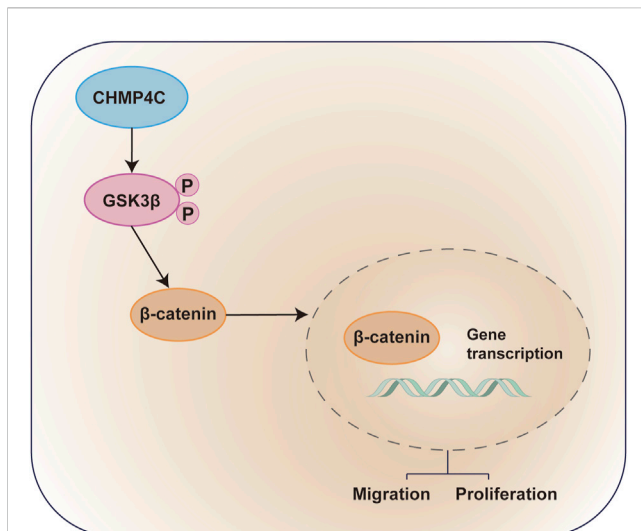 CHMP4C
GSK3β
P
P
β-catenin
β-catenin
Gene
transcription
Migration
Proliferation